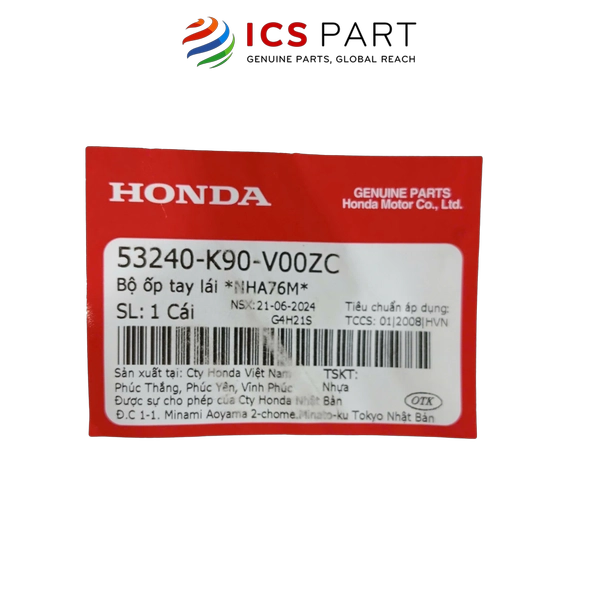 ICS PART
GENUINE PARTS, GLOBAL REACH
HONDA
GENUINE PARTS
Honda Motor Co., Ltd.
53240-K90-V00ZC
Bộ ốp tay lái *NHA76M*
SL: 1 Cái
NSX: 21-06-2024
G4H21S
Tiêu chuẩn áp dụng:
TCCS: 01|2008|HVN
Sản xuất tại: Cty Honda Việt Nam
Phúc Thắng, Phúc Yên, Vĩnh Phúc
Được sự cho phép của Cty Honda Nhật Bản
Đ.C 1-1. Minami Aoyama 2-chome.Minato-ku Tokyo Nhật Bản
TSKT:
Nhựa
OTK